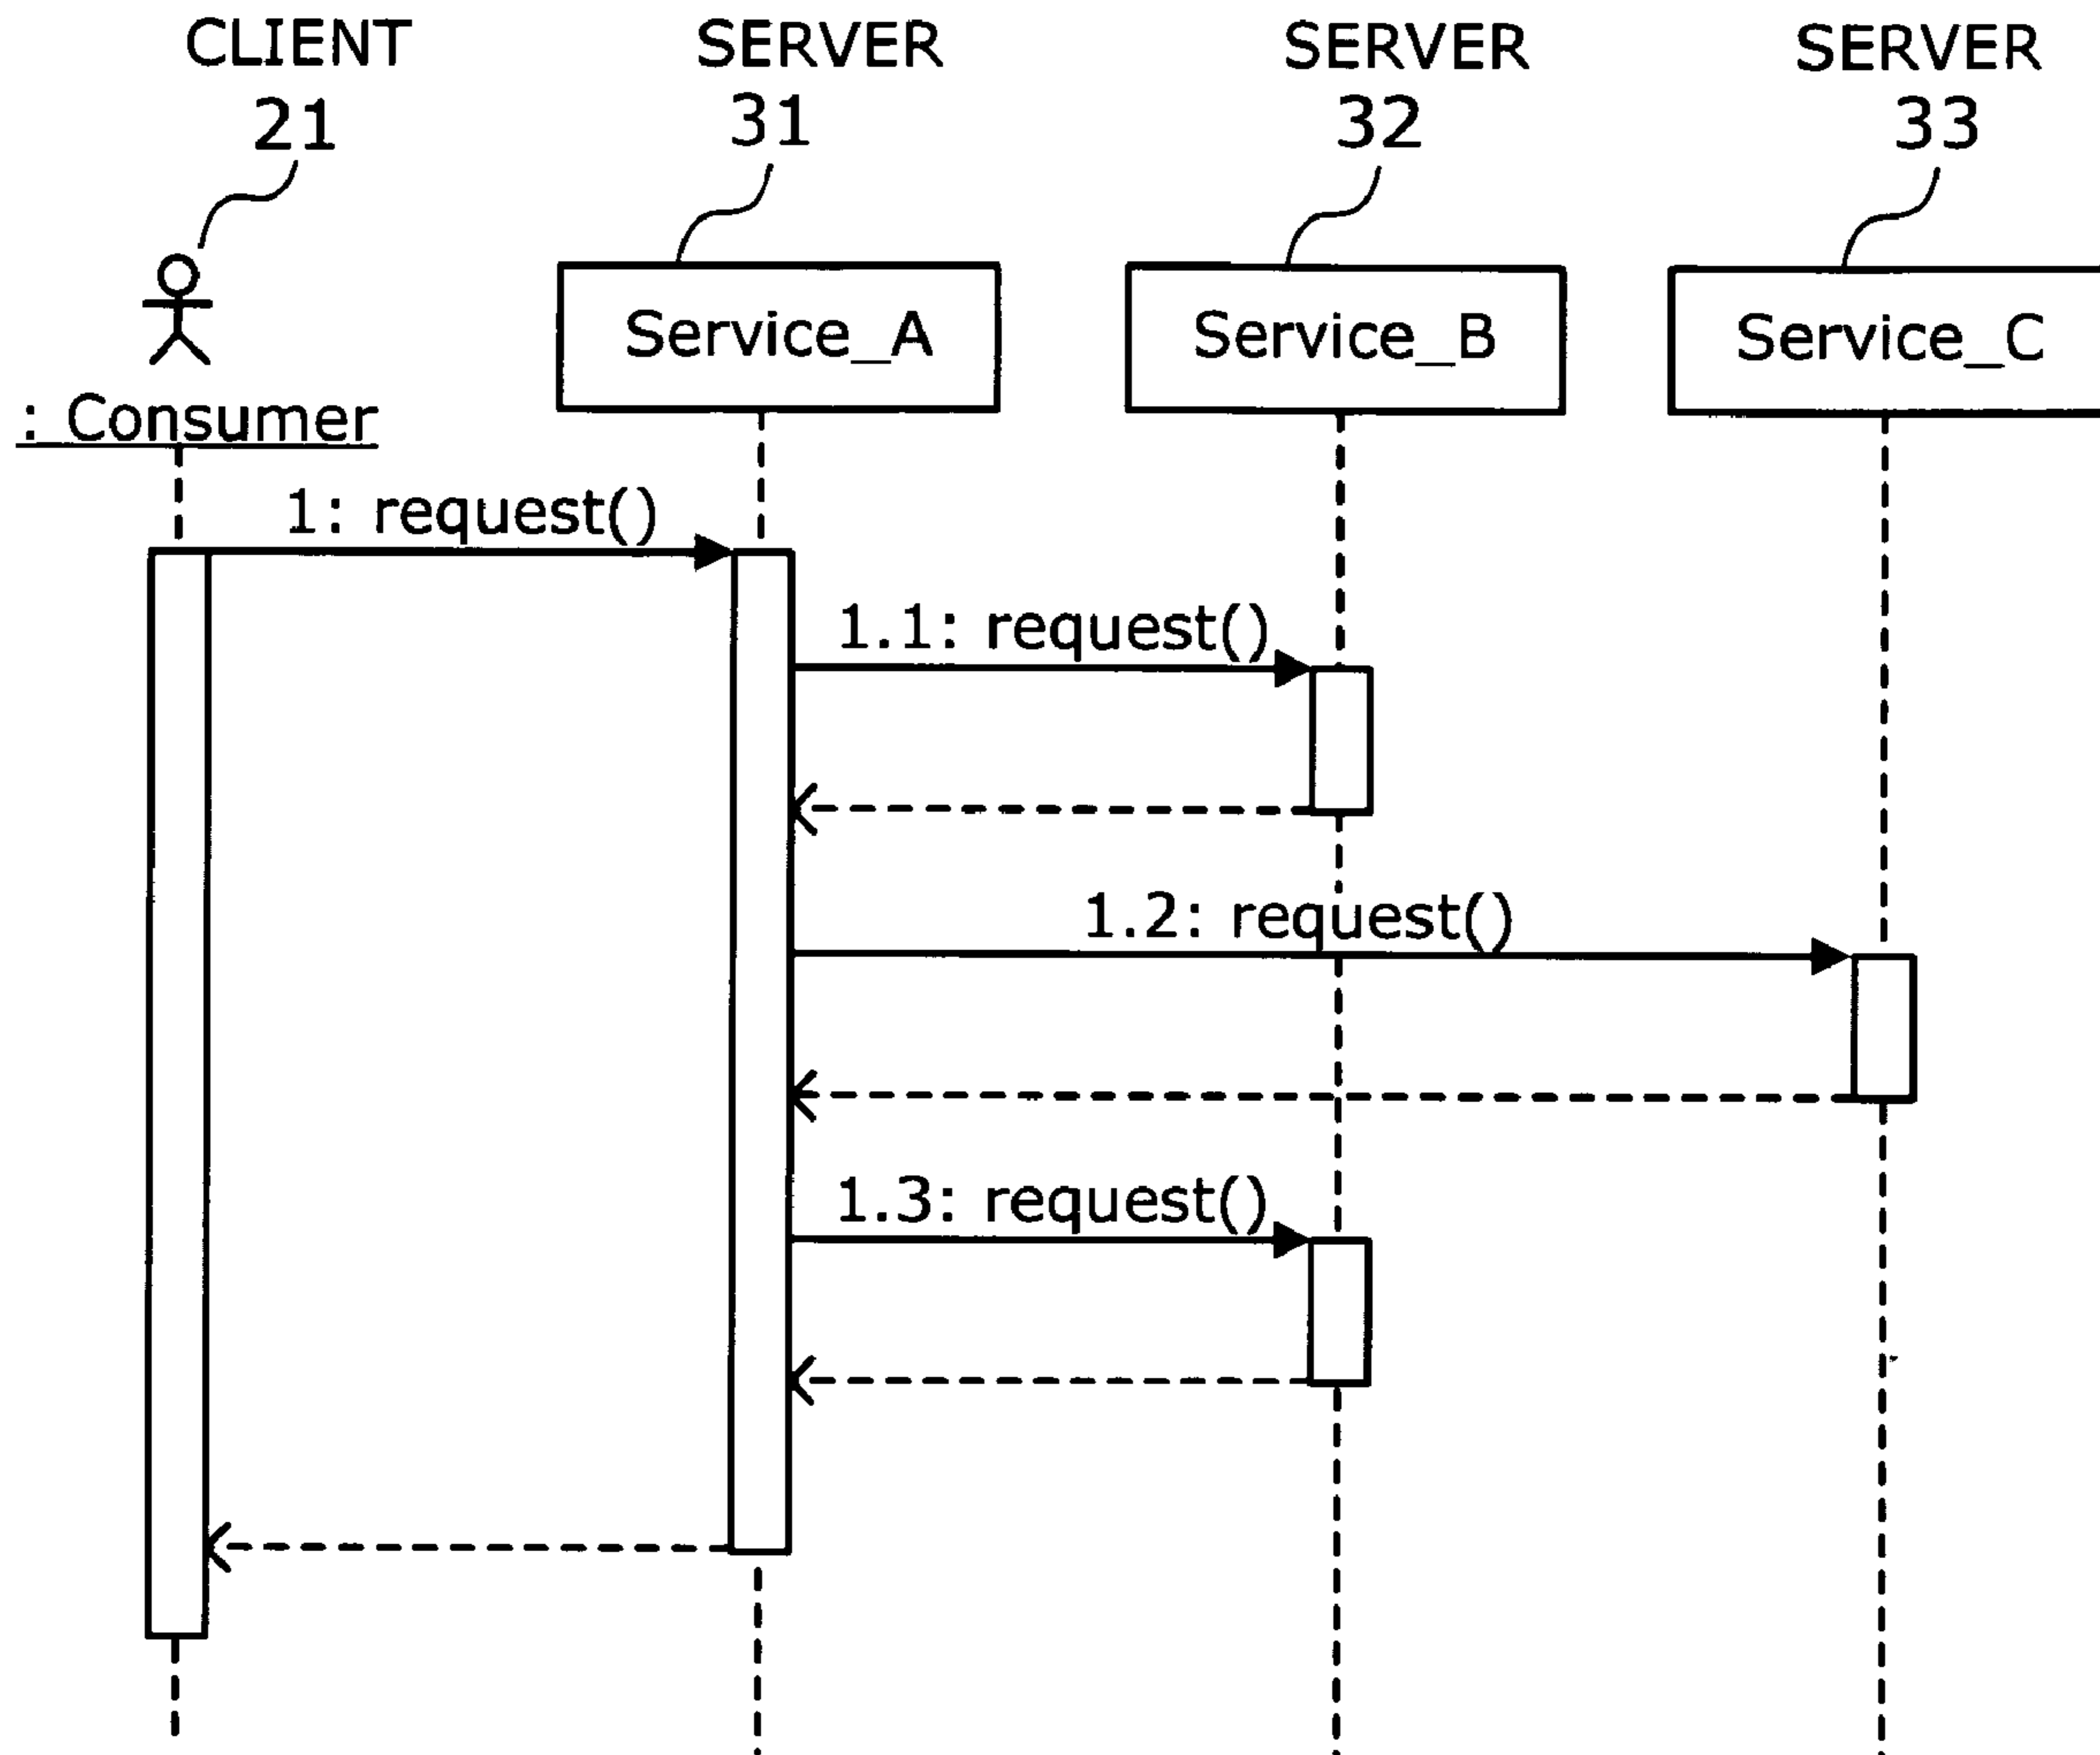 CLIENT SERVER SERVER SERVER
21 31 32 33
Service_A Service_B Service_C
: Consumer
1: request()
1.1: request()
1.2: request()
1.3: request()